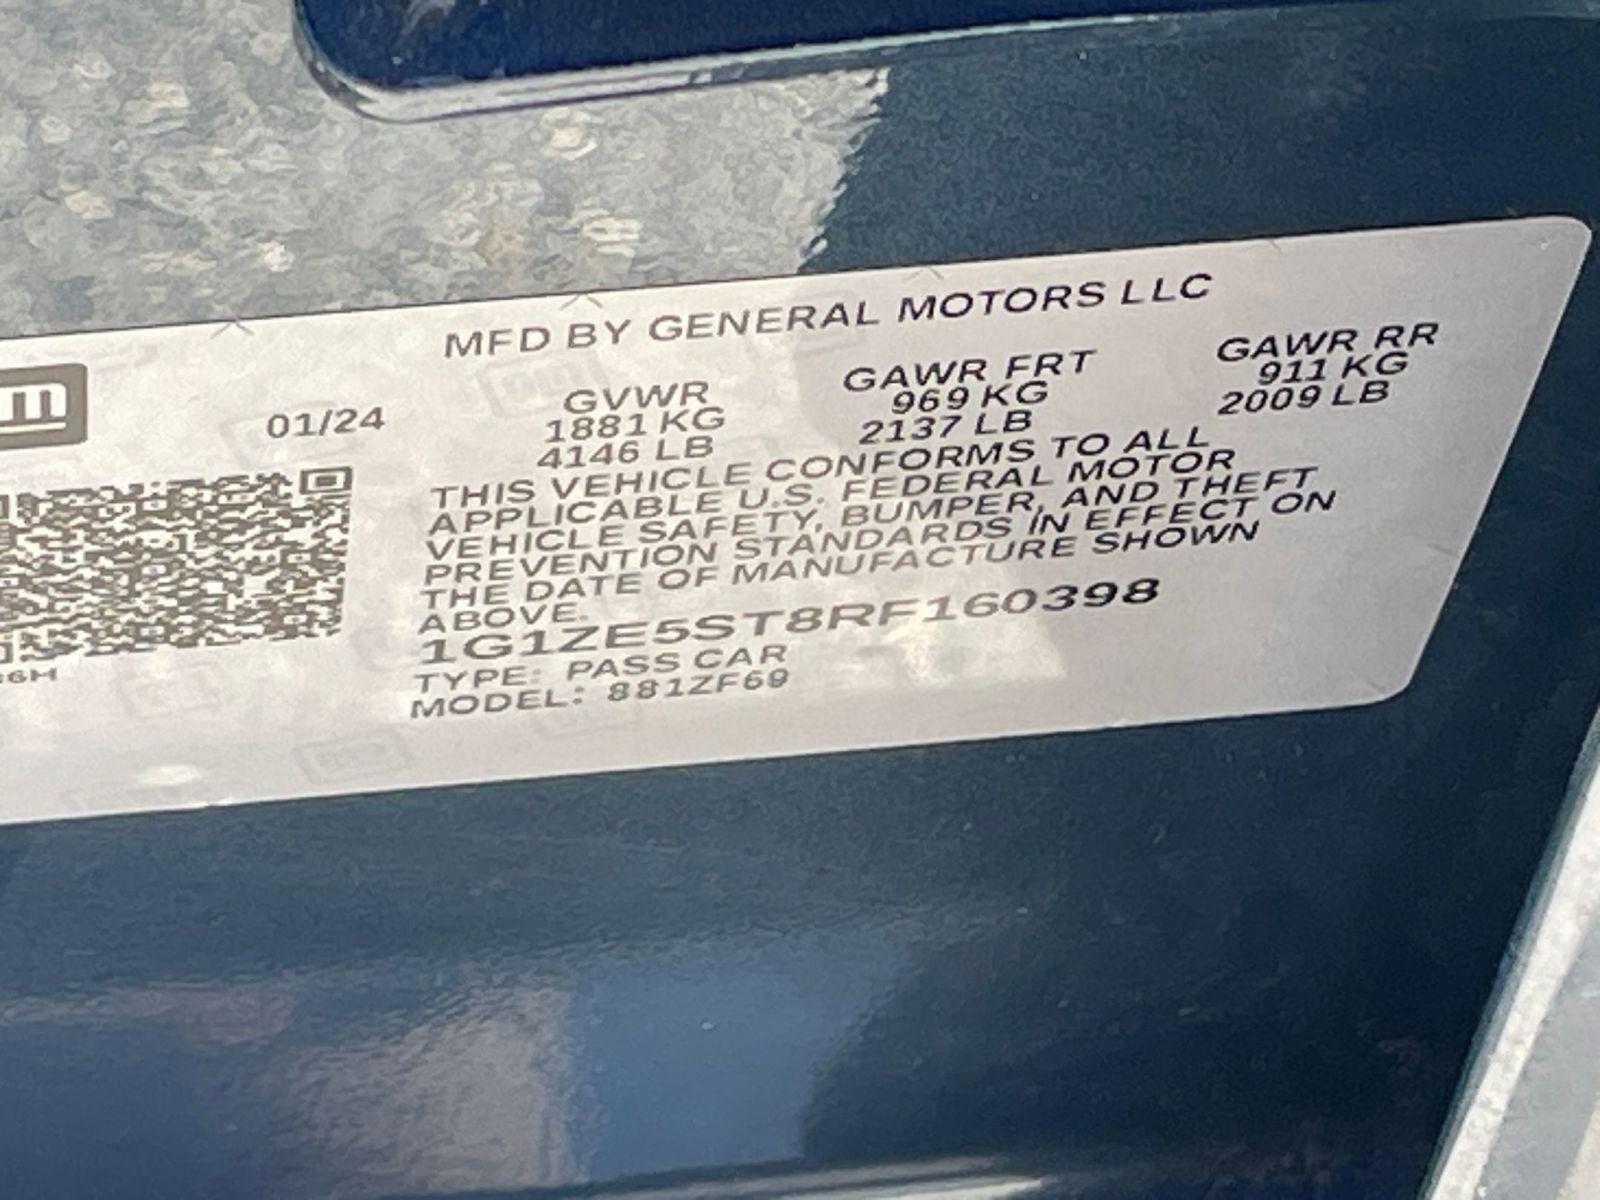 MFD BY GENERAL MOTORS LLC
gm
01/24
GVWR GAWR FRT GAWR RR
1881 KG 969 KG 911 KG
4146 LB 2137 LB 2009 LB
THIS VEHICLE CONFORMS TO ALL
APPLICABLE U.S. FEDERAL MOTOR
VEHICLE SAFETY, BUMPER, AND THEFT
PREVENTION STANDARDS IN EFFECT ON
THE DATE OF MANUFACTURE SHOWN
ABOVE.
1G1ZE5ST8RF160398
TYPE: PASS CAR
MODEL: 881ZF69